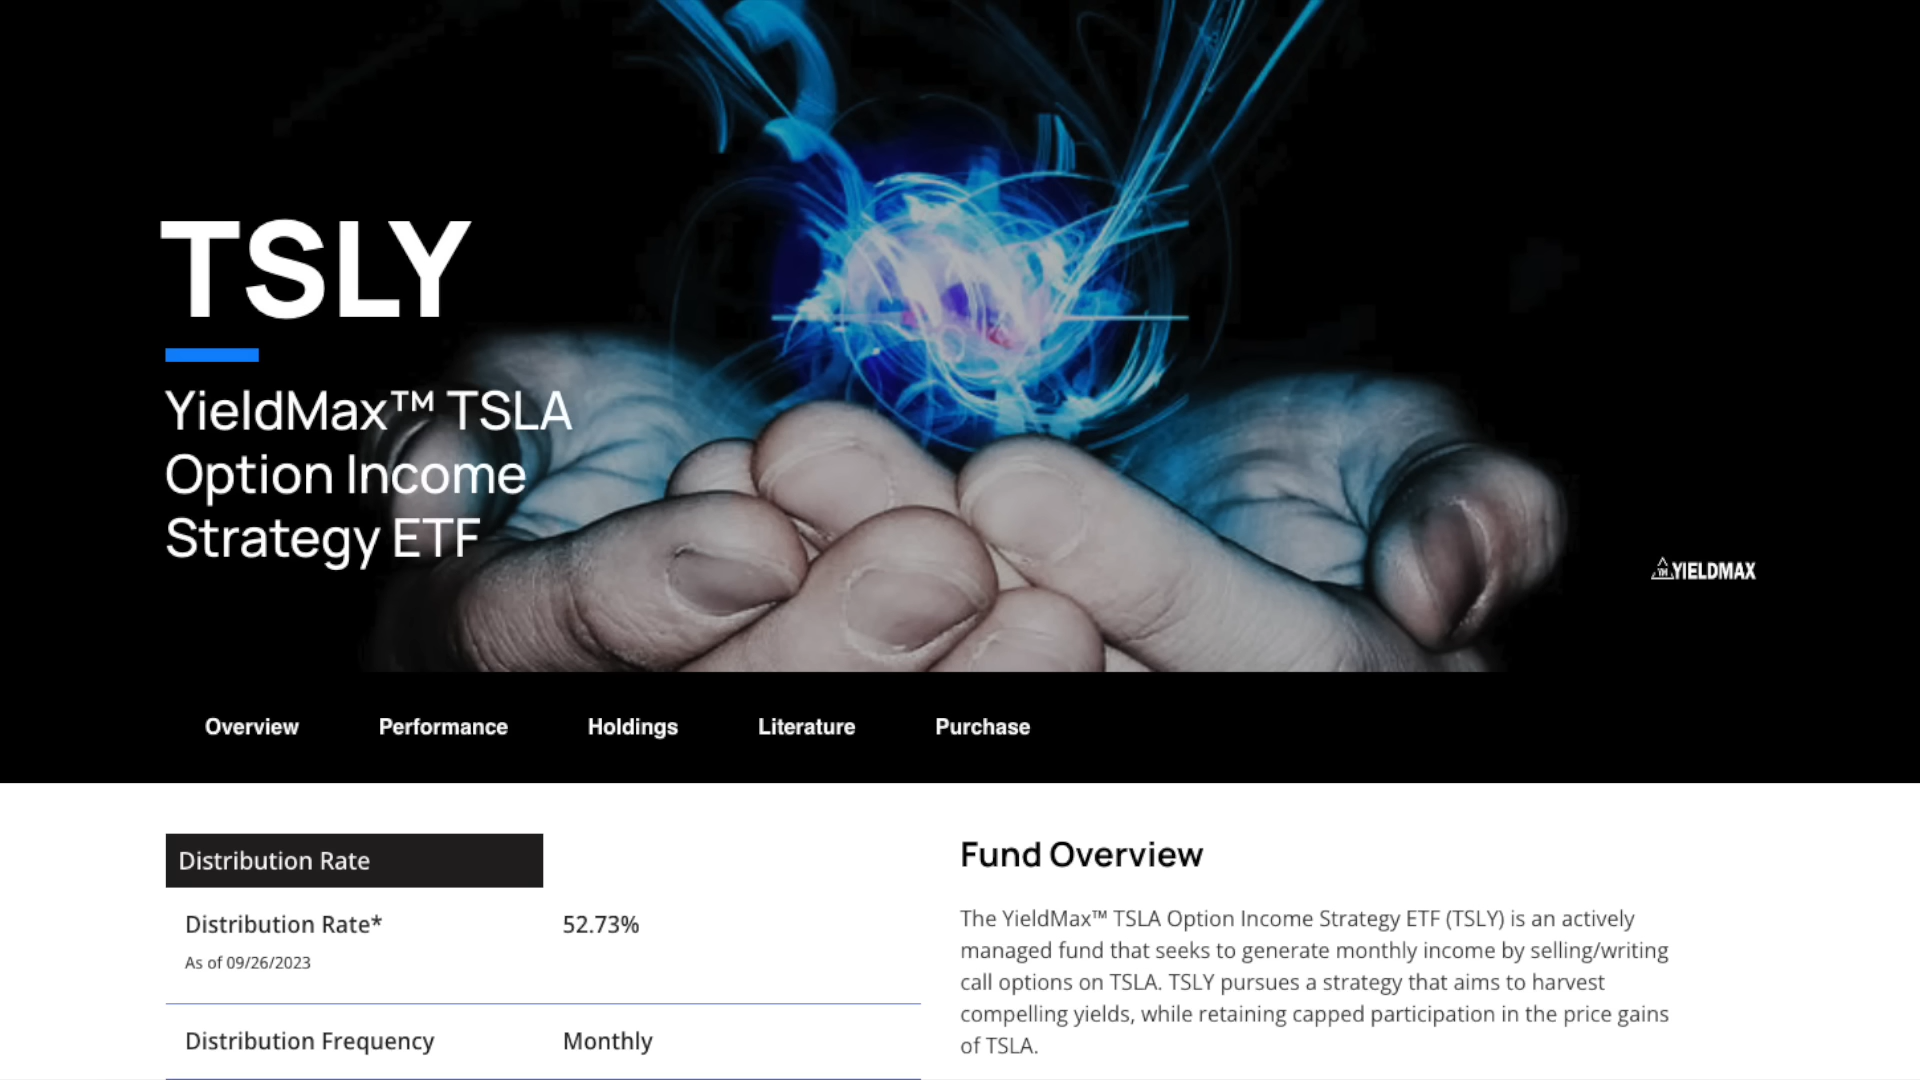 TSLY
YieldMax™ TSLA
Option Income
Strategy ETF
YIELDMAX
Overview
Performance
Holdings
Literature
Purchase
Distribution Rate
Distribution Rate*
52.73%
As of 09/26/2023
Distribution Frequency
Monthly
Fund Overview
The YieldMax™ TSLA Option Income Strategy ETF (TSLY) is an actively
managed fund that seeks to generate monthly income by selling/writing
call options on TSLA. TSLY pursues a strategy that aims to harvest
compelling yields, while retaining capped participation in the price gains
of TSLA.